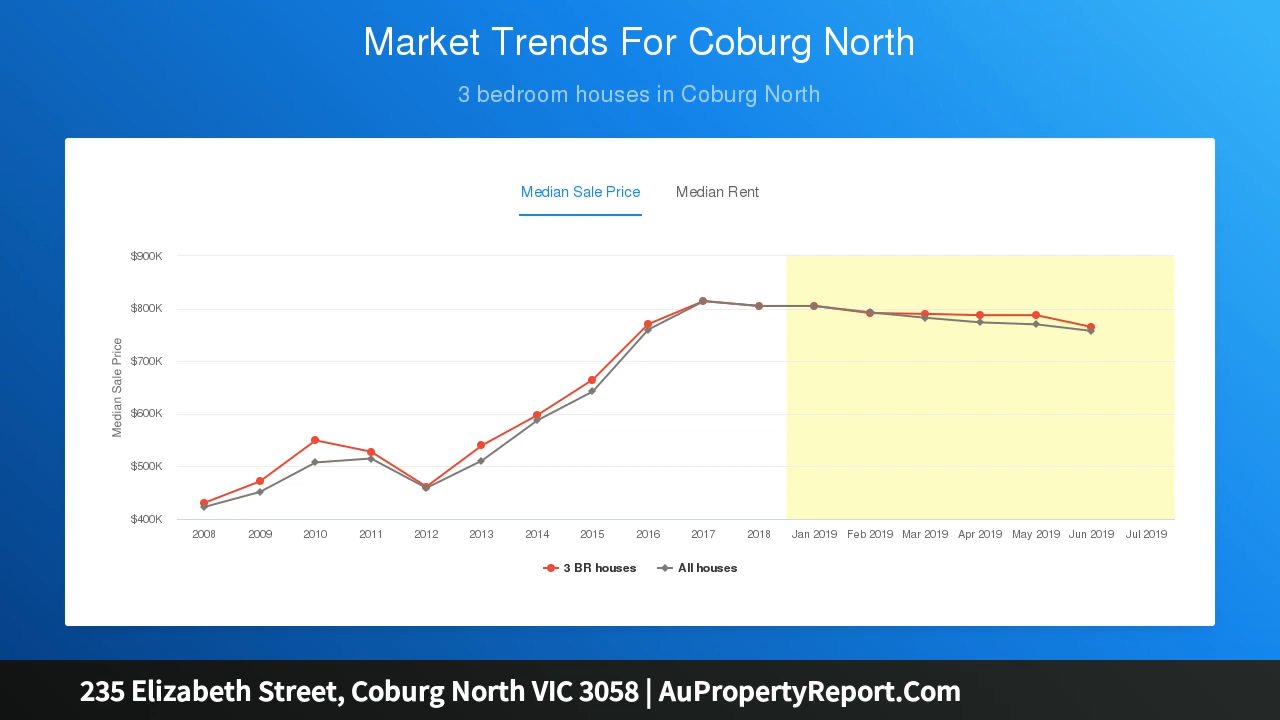 Market Trends For Coburg North
3 bedroom houses in Coburg North
Median Sale Price Median Rent
Median Sale Price
$900K
$800K
$700K
$600K
$500K
$400K
2008 2009 2010 2011 2012 2013 2014 2015 2016 2017 2018 Jan 2019 Feb 2019 Mar 2019 Apr 2019 May 2019 Jun 2019 Jul 2019
3 BR houses All houses
235 Elizabeth Street, Coburg North VIC 3058 | AuPropertyReport.Com